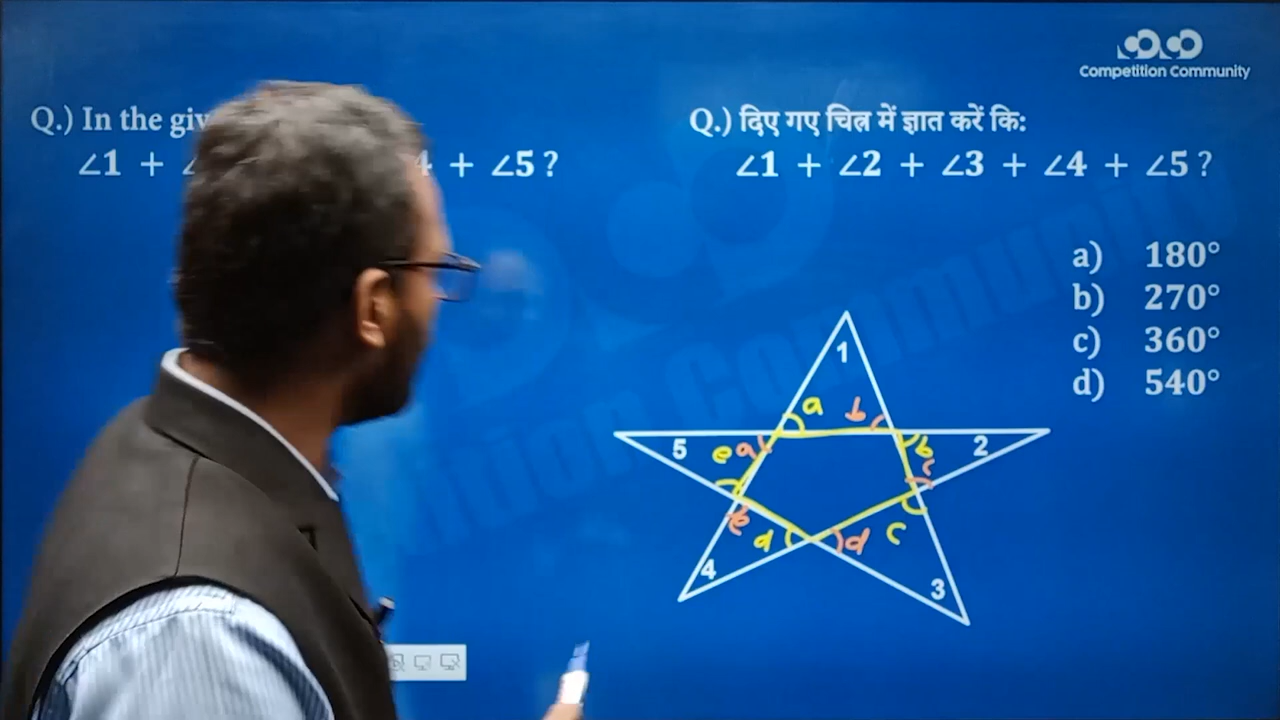 Competition Community
Q.) In the
∠1 +
4 + ∠5 ?
Q.) दिए गए चित्र में ज्ञात करें कि:
∠1 + ∠2 + ∠3 + ∠4 + ∠5 ?
a) 180°
b) 270°
c) 360°
d) 540°
1
a b
5 e a b 2
c
e d d c
4 3